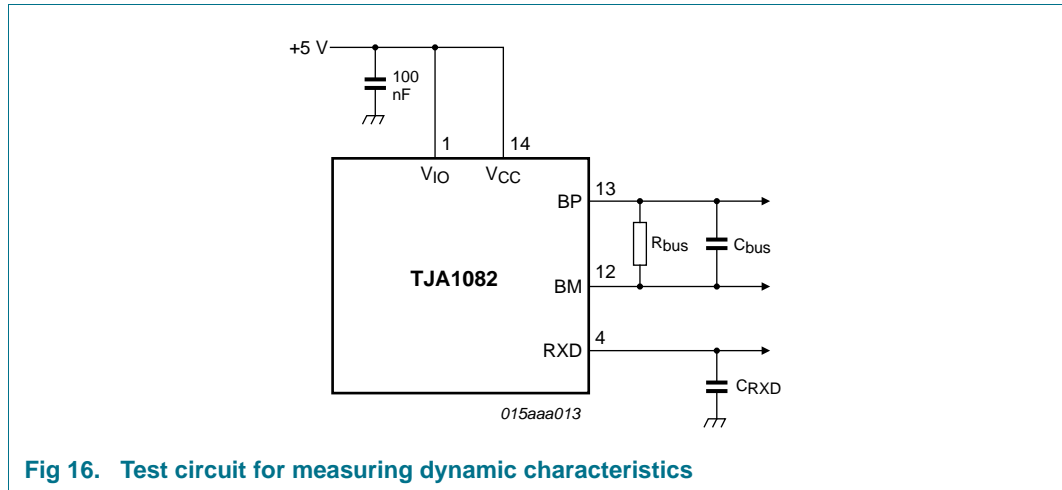 +5 V
100
nF
1
14
VIO
VCC
BP
13
Rbus
Cbus
TJA1082
BM
12
RXD
4
CRXD
015aaa013
Fig 16. Test circuit for measuring dynamic characteristics